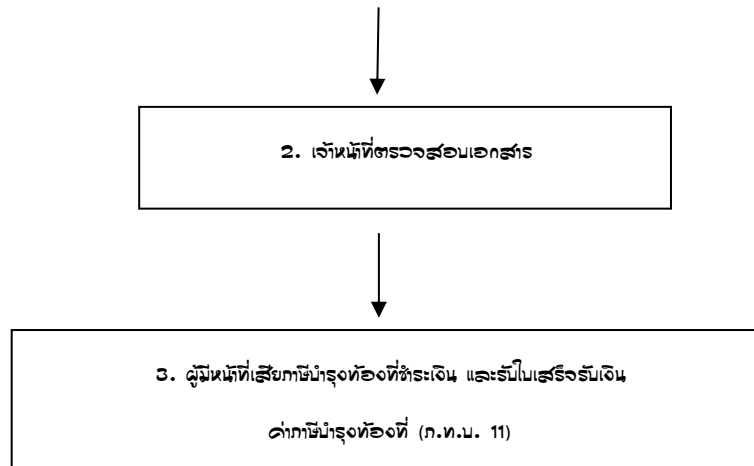 2. เจ้าหน้าที่ตรวจสอบเอกสาร
3. ผู้มีหน้าที่เสียภาษีบำรุงท้องที่ชำระเงิน และรับใบเสร็จรับเงิน
ค่าภาษีบำรุงท้องที่ (ภ.ท.บ. 11)